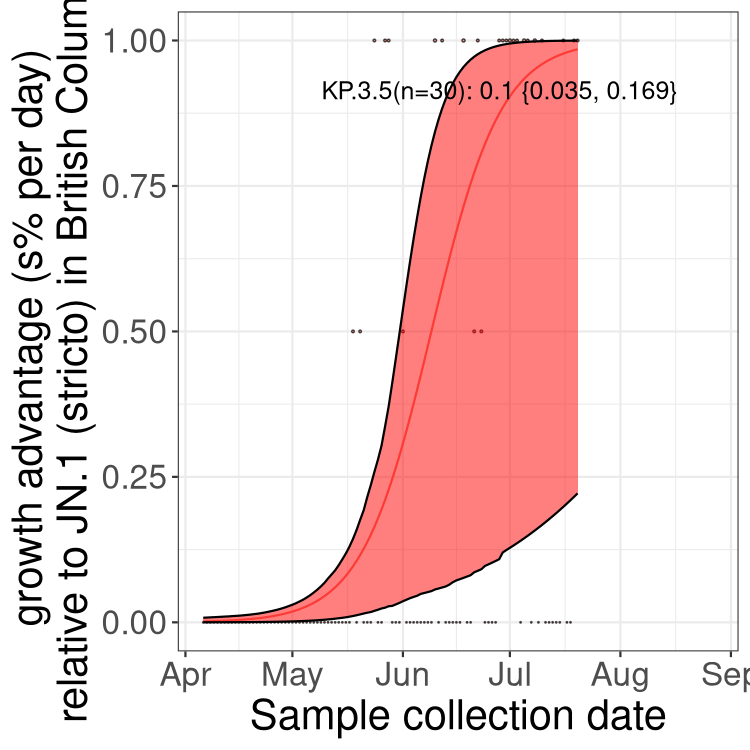 growth advantage (s% per day)
relative to JN.1 (stricto) in British Colum
1.00
0.75
0.50
0.25
0.00
KP.3.5(n=30): 0.1 {0.035, 0.169}
Apr May Jun Jul Aug Sep
Sample collection date